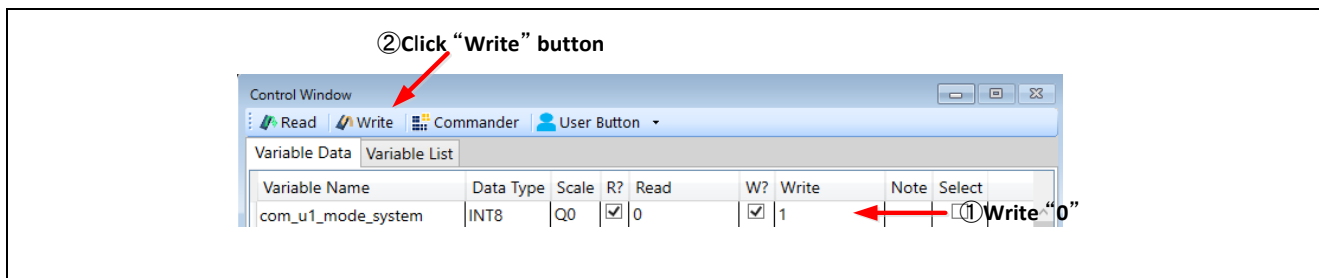 ②Click “Write” button
Control Window
Read Write Commander User Button
Variable Data Variable List
Variable Name Data Type Scale R? Read W? Write Note Select
com_u1_mode_system INT8 Q0 0 1
①Write “0”